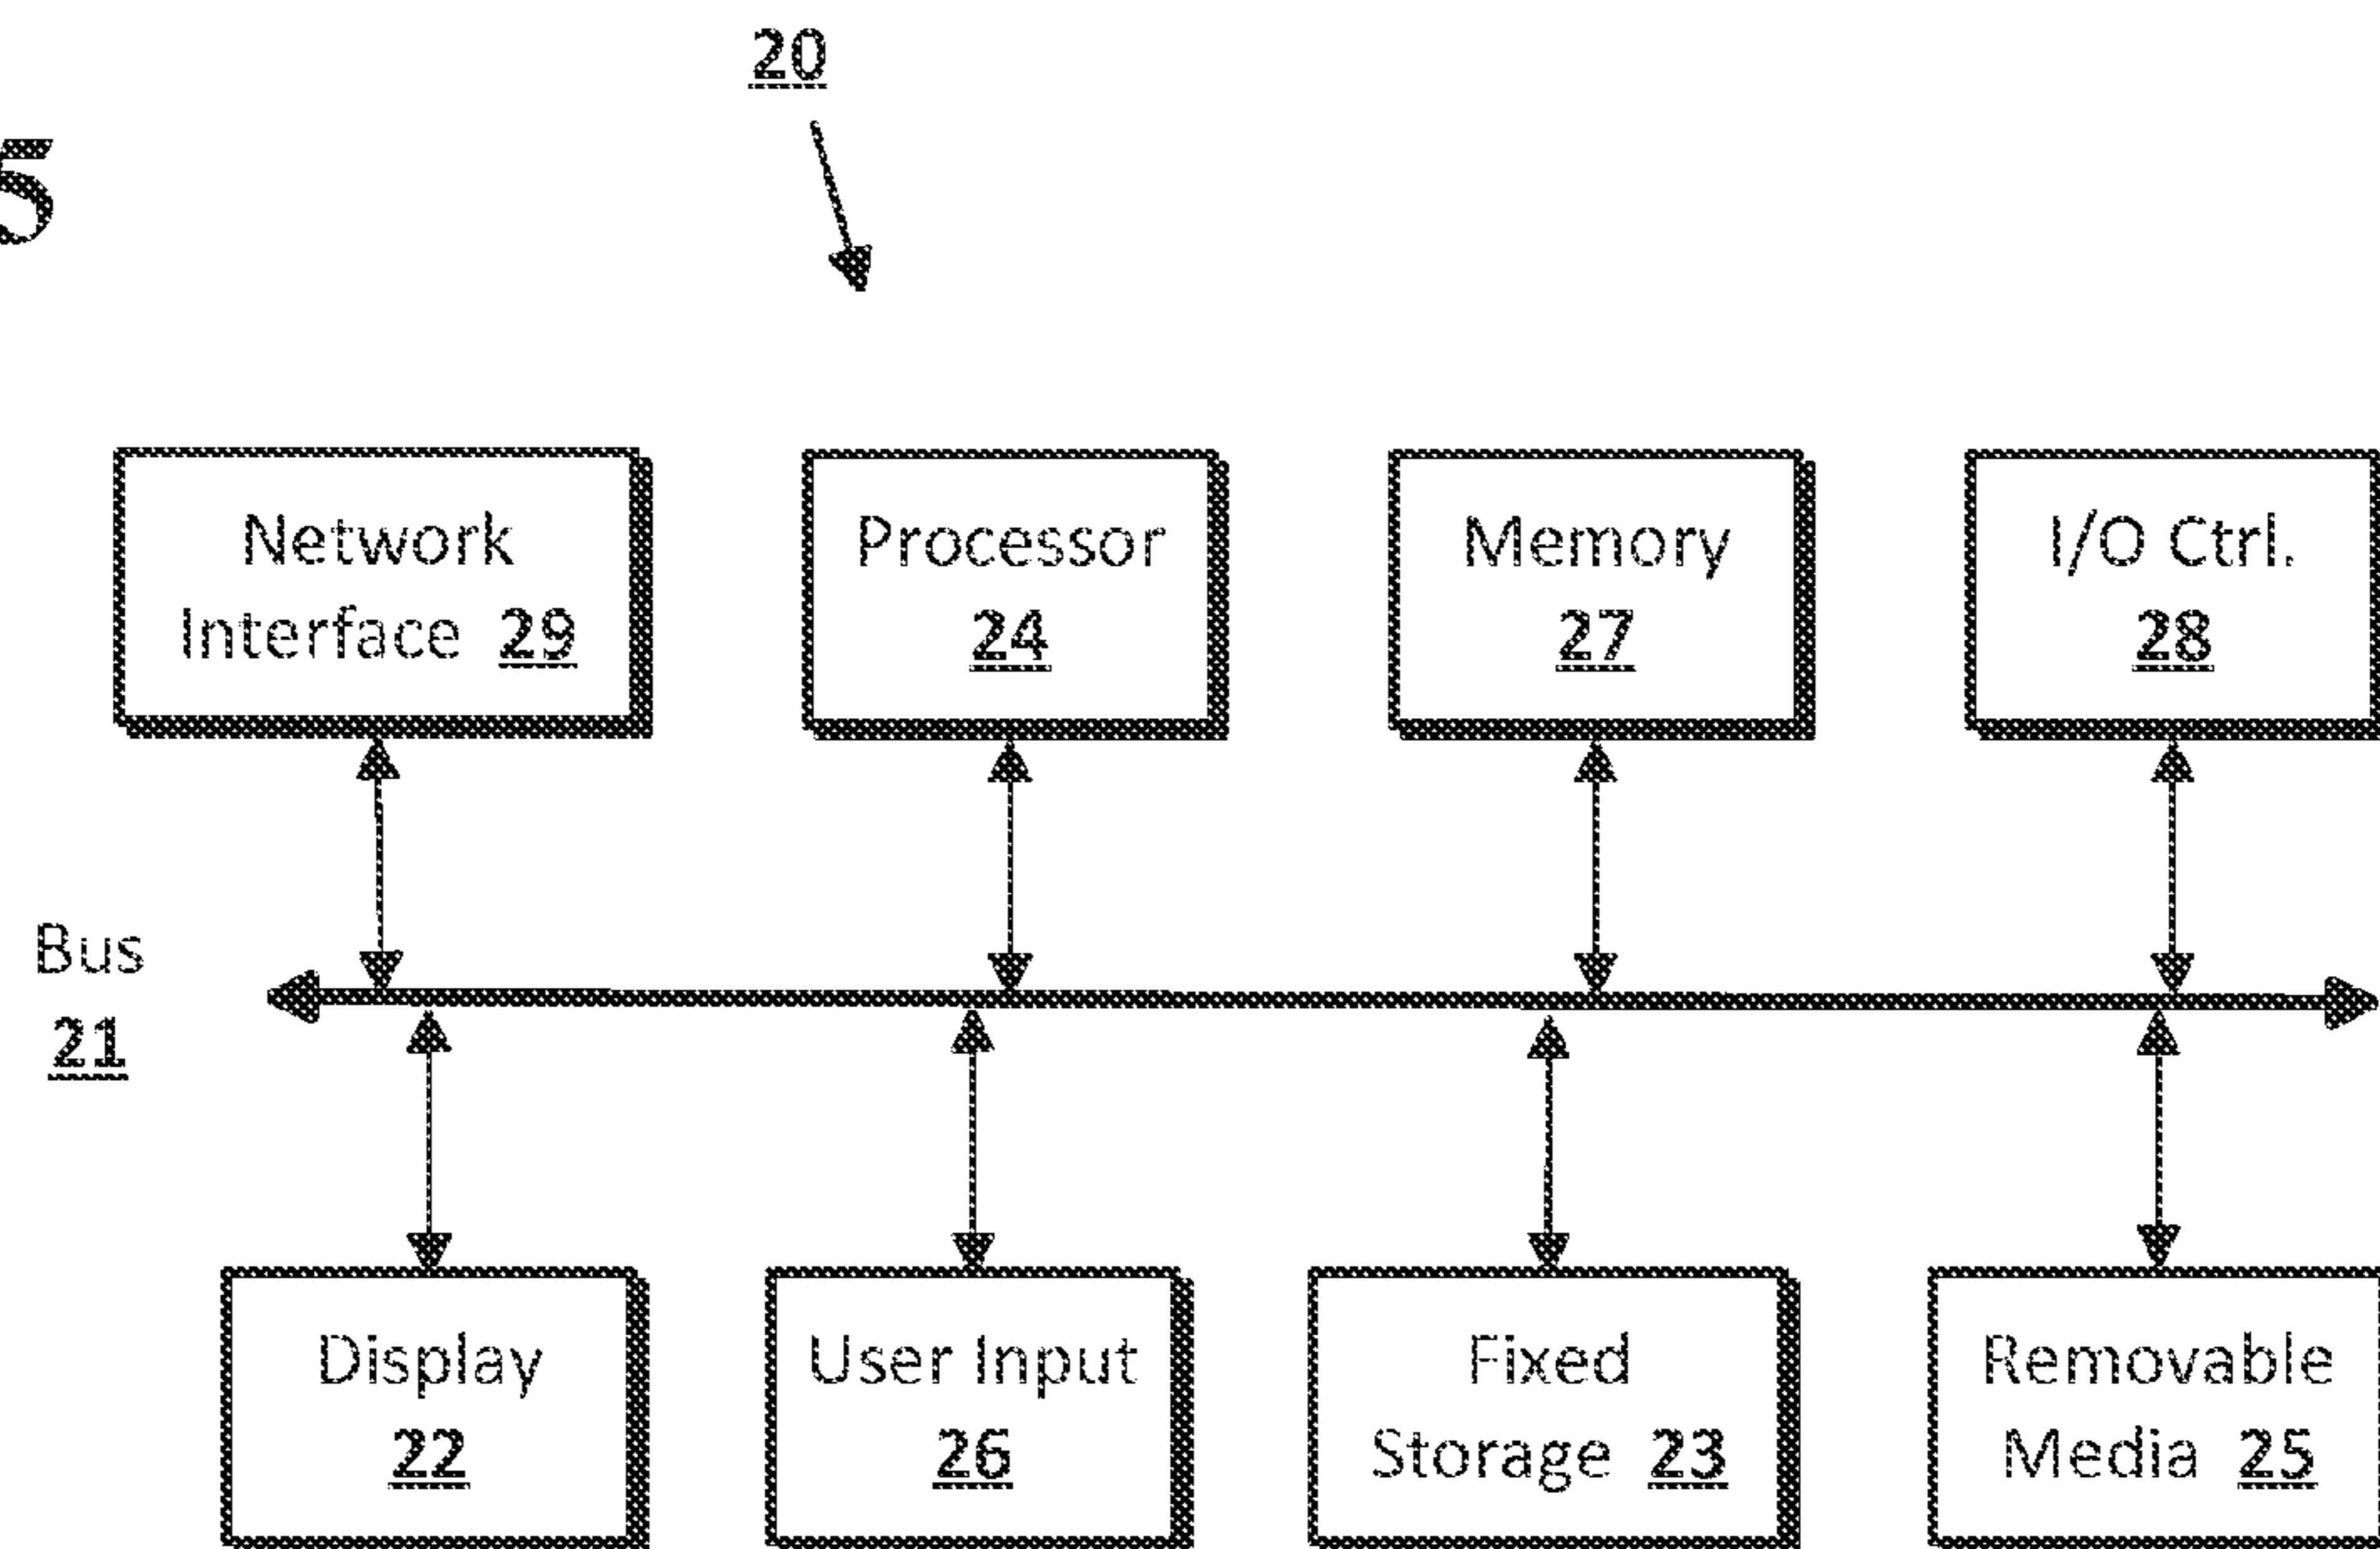 20
5
Network
Interface 29
Processor
24
Memory
27
I/O Ctrl.
28
Bus
21
Display
22
User Input
26
Fixed
Storage 23
Removable
Media 25